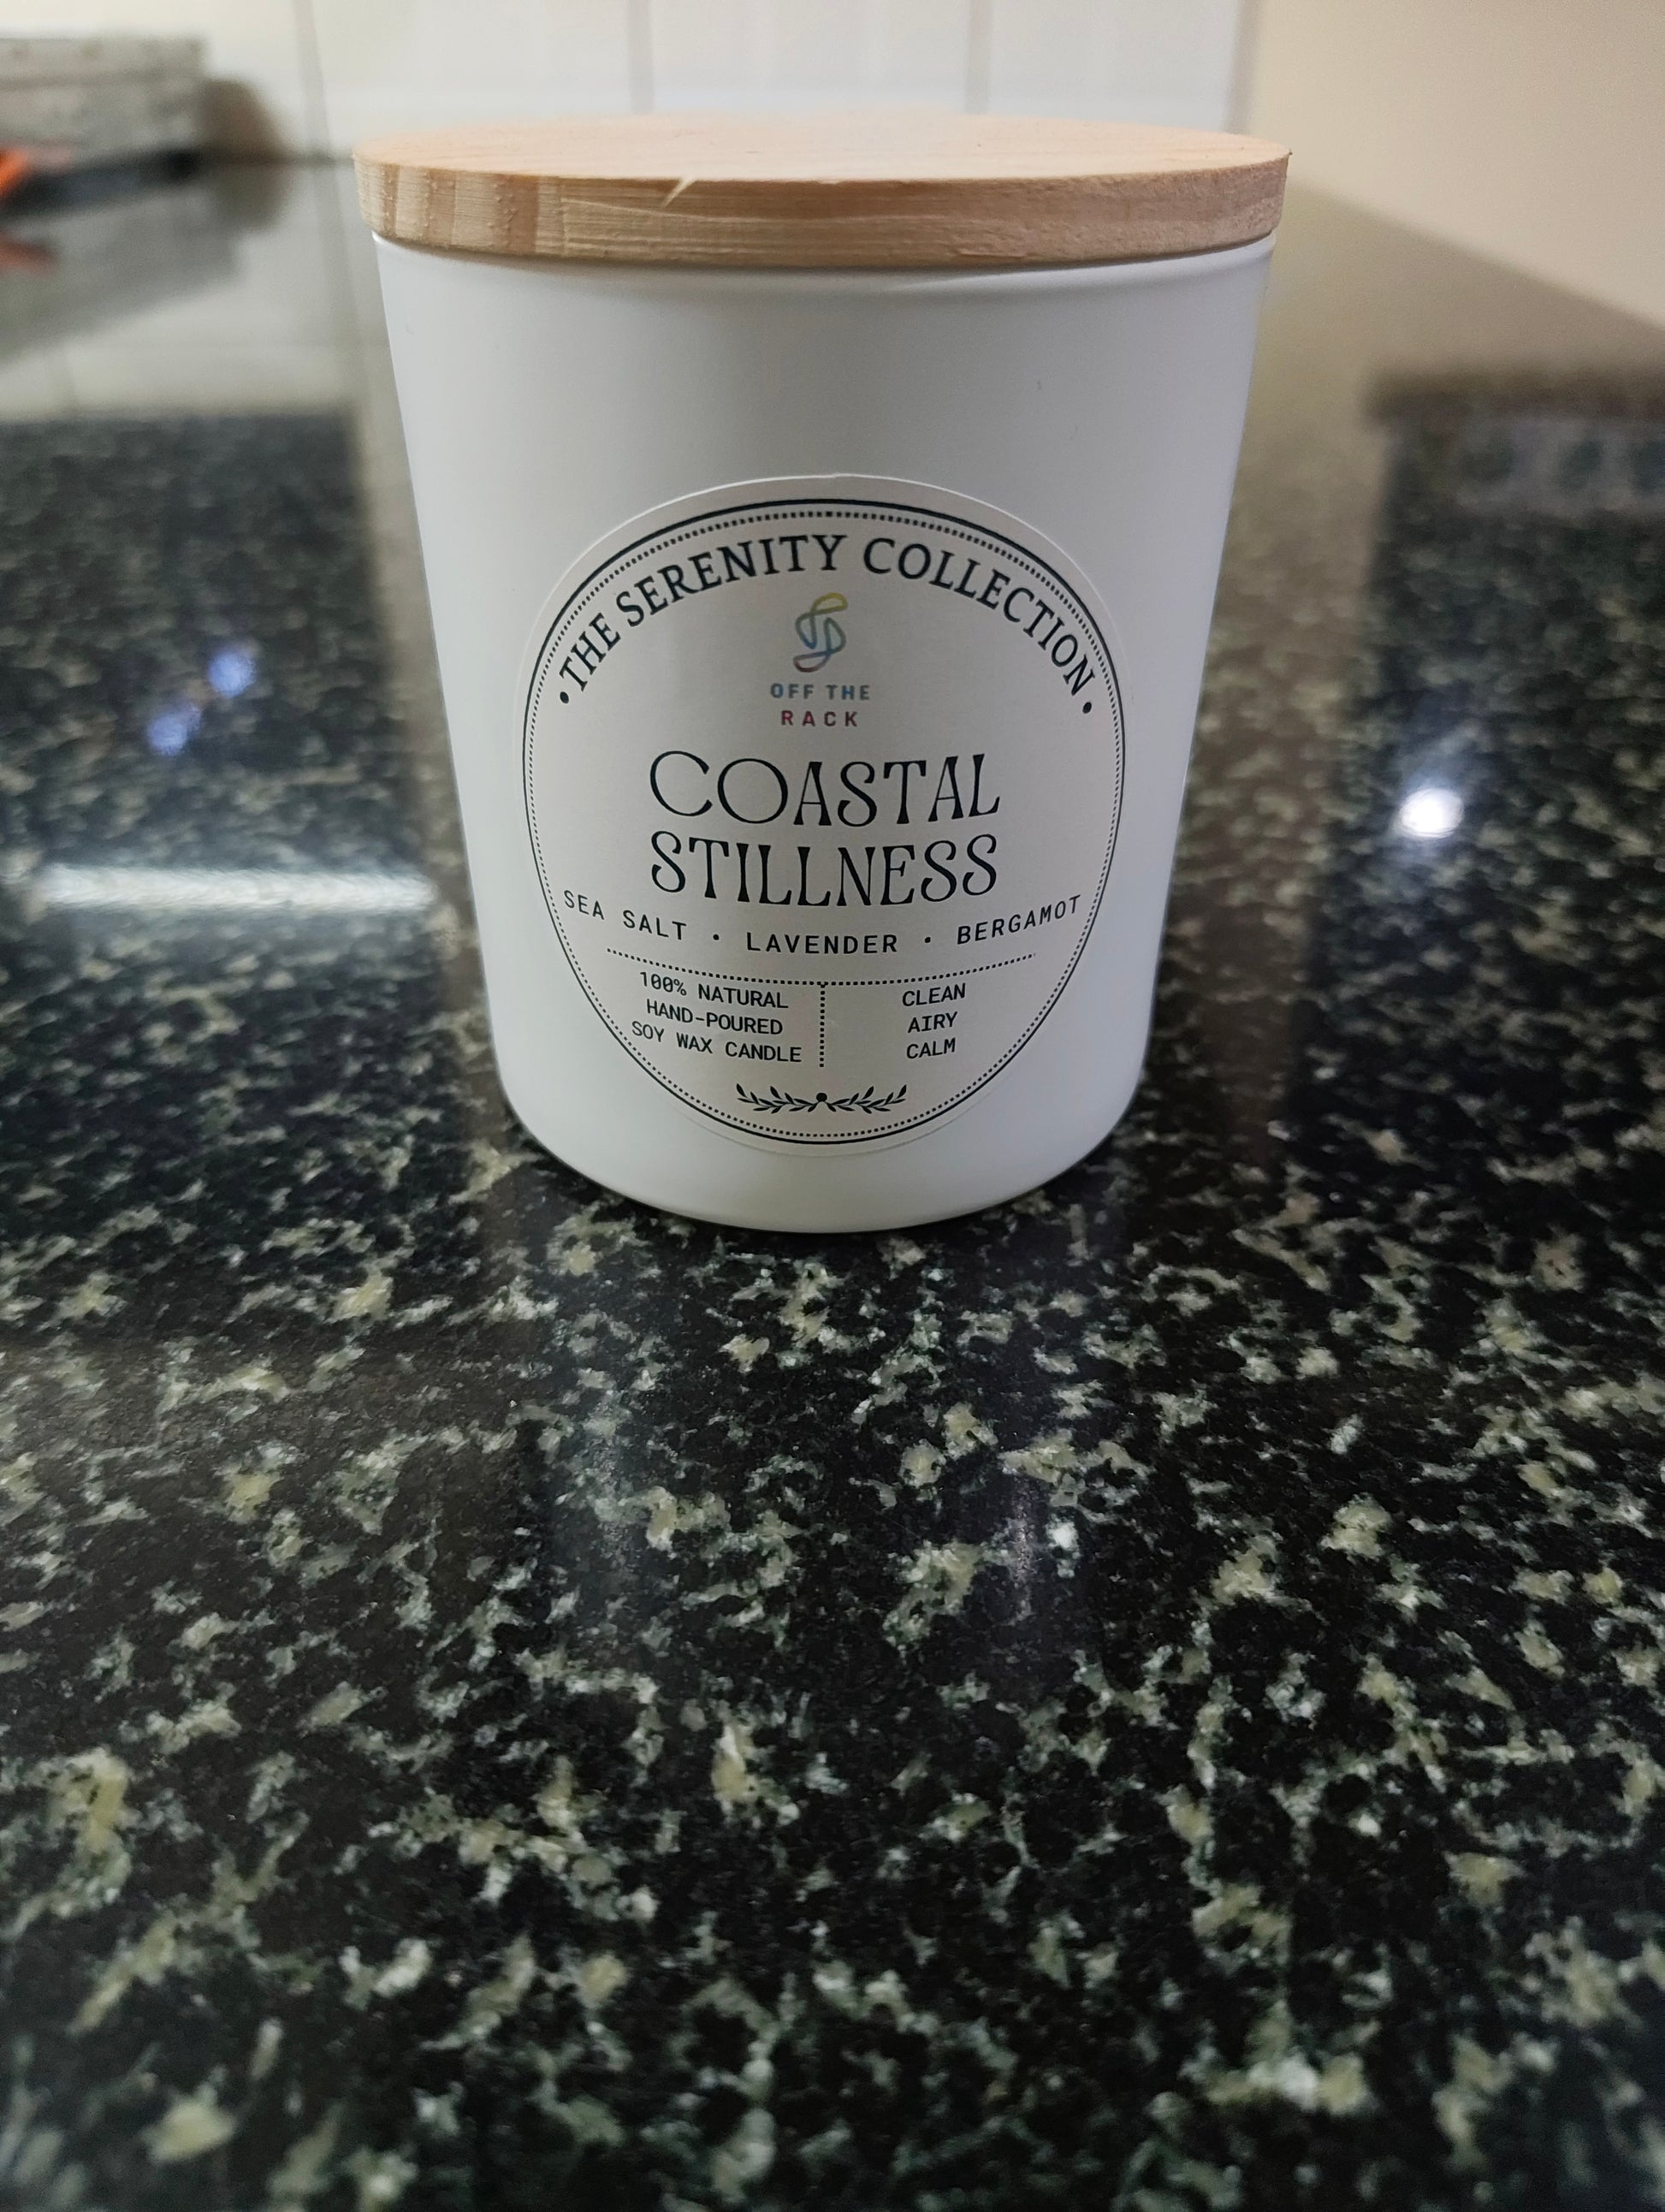 • THE SERENITY COLLECTION •
OFF THE
RACK
COASTAL
STILLNESS
SEA SALT • LAVENDER • BERGAMOT
100% NATURAL
HAND-POURED
SOY WAX CANDLE
CLEAN
AIRY
CALM